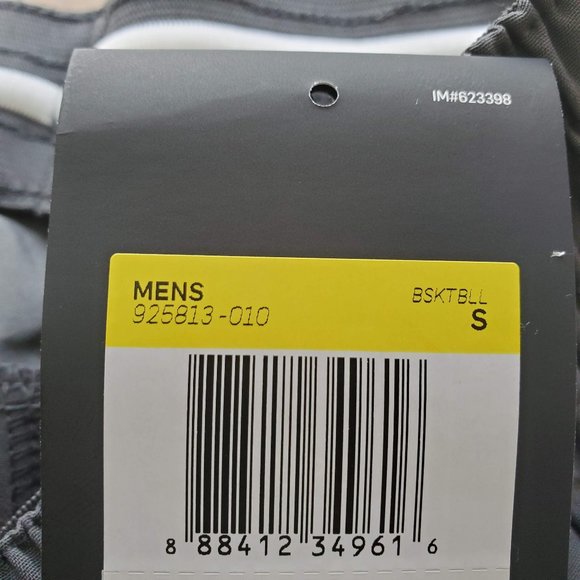 IM#623398
MENS BSKTBLL
925813-010 S
8 88412 34961 6